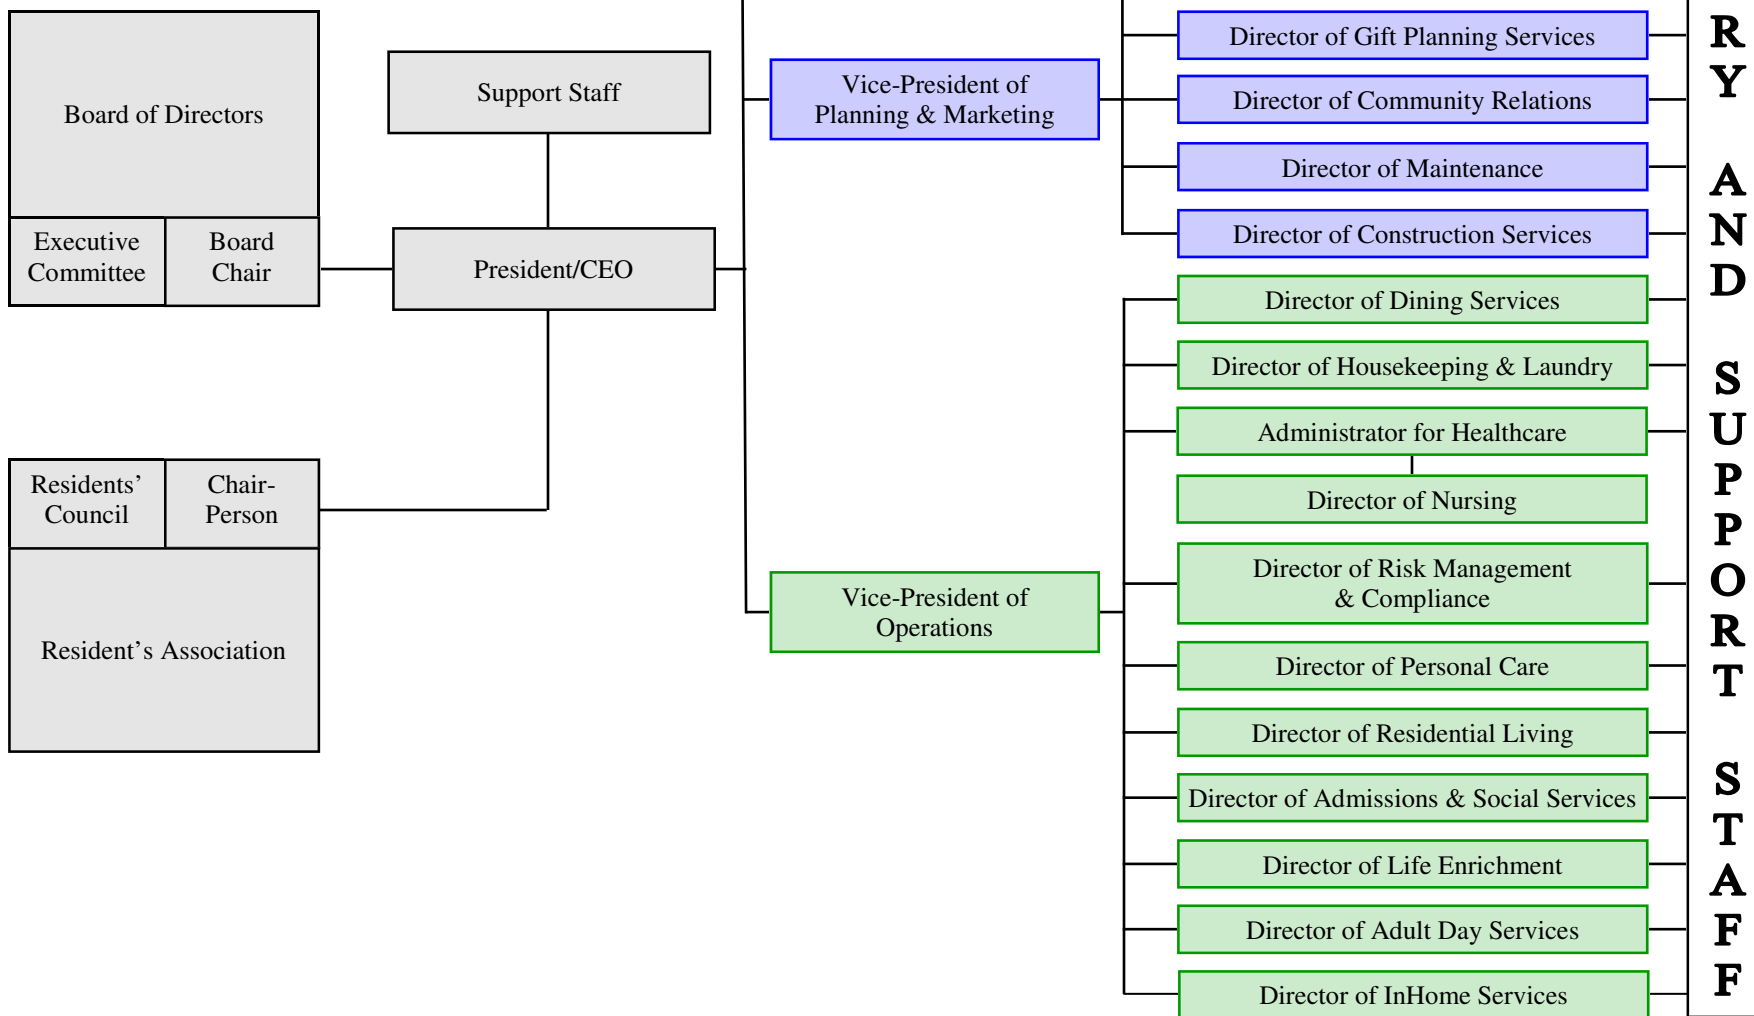 Board of Directors
Executive
Committee
Board
Chair
Support Staff
President/CEO
Residents’
Council
Chair-
Person
Resident’s Association
Vice-President of
Planning & Marketing
Vice-President of
Operations
Director of Gift Planning Services
Director of Community Relations
Director of Maintenance
Director of Construction Services
Director of Dining Services
Director of Housekeeping & Laundry
Administrator for Healthcare
Director of Nursing
Director of Risk Management
& Compliance
Director of Personal Care
Director of Residential Living
Director of Admissions & Social Services
Director of Life Enrichment
Director of Adult Day Services
Director of InHome Services
RY AND SUPPORT STAFF